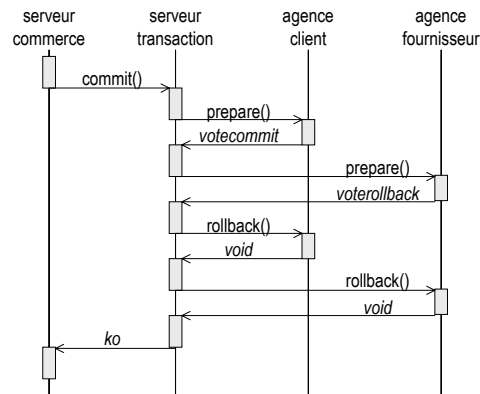 serveur commerce
serveur transaction
agence client
agence fournisseur
commit()
prepare()
votecommit
prepare()
voterollback
rollback()
void
rollback()
void
ko